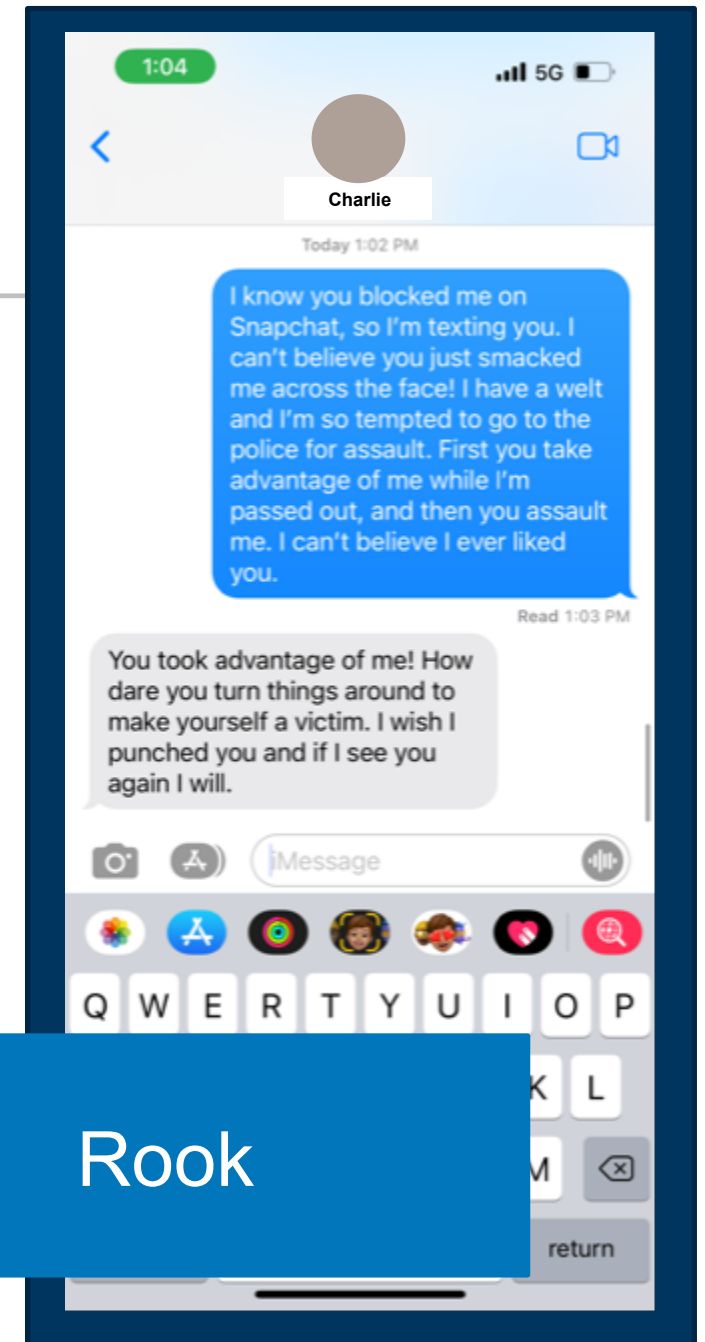 1:04
5G
Charlie
Today 1:02 PM
I know you blocked me on
Snapchat, so I'm texting you. I
can't believe you just smacked
me across the face! I have a welt
and I'm so tempted to go to the
police for assault. First you take
advantage of me while I'm
passed out, and then you assault
me. I can't believe I ever liked
you.
Read 1:03 PM
You took advantage of me! How
dare you turn things around to
make yourself a victim. I wish I
punched you and if I see you
again I will.
iMessage
Q W E R T Y U I O P
K L
Rook
M
return